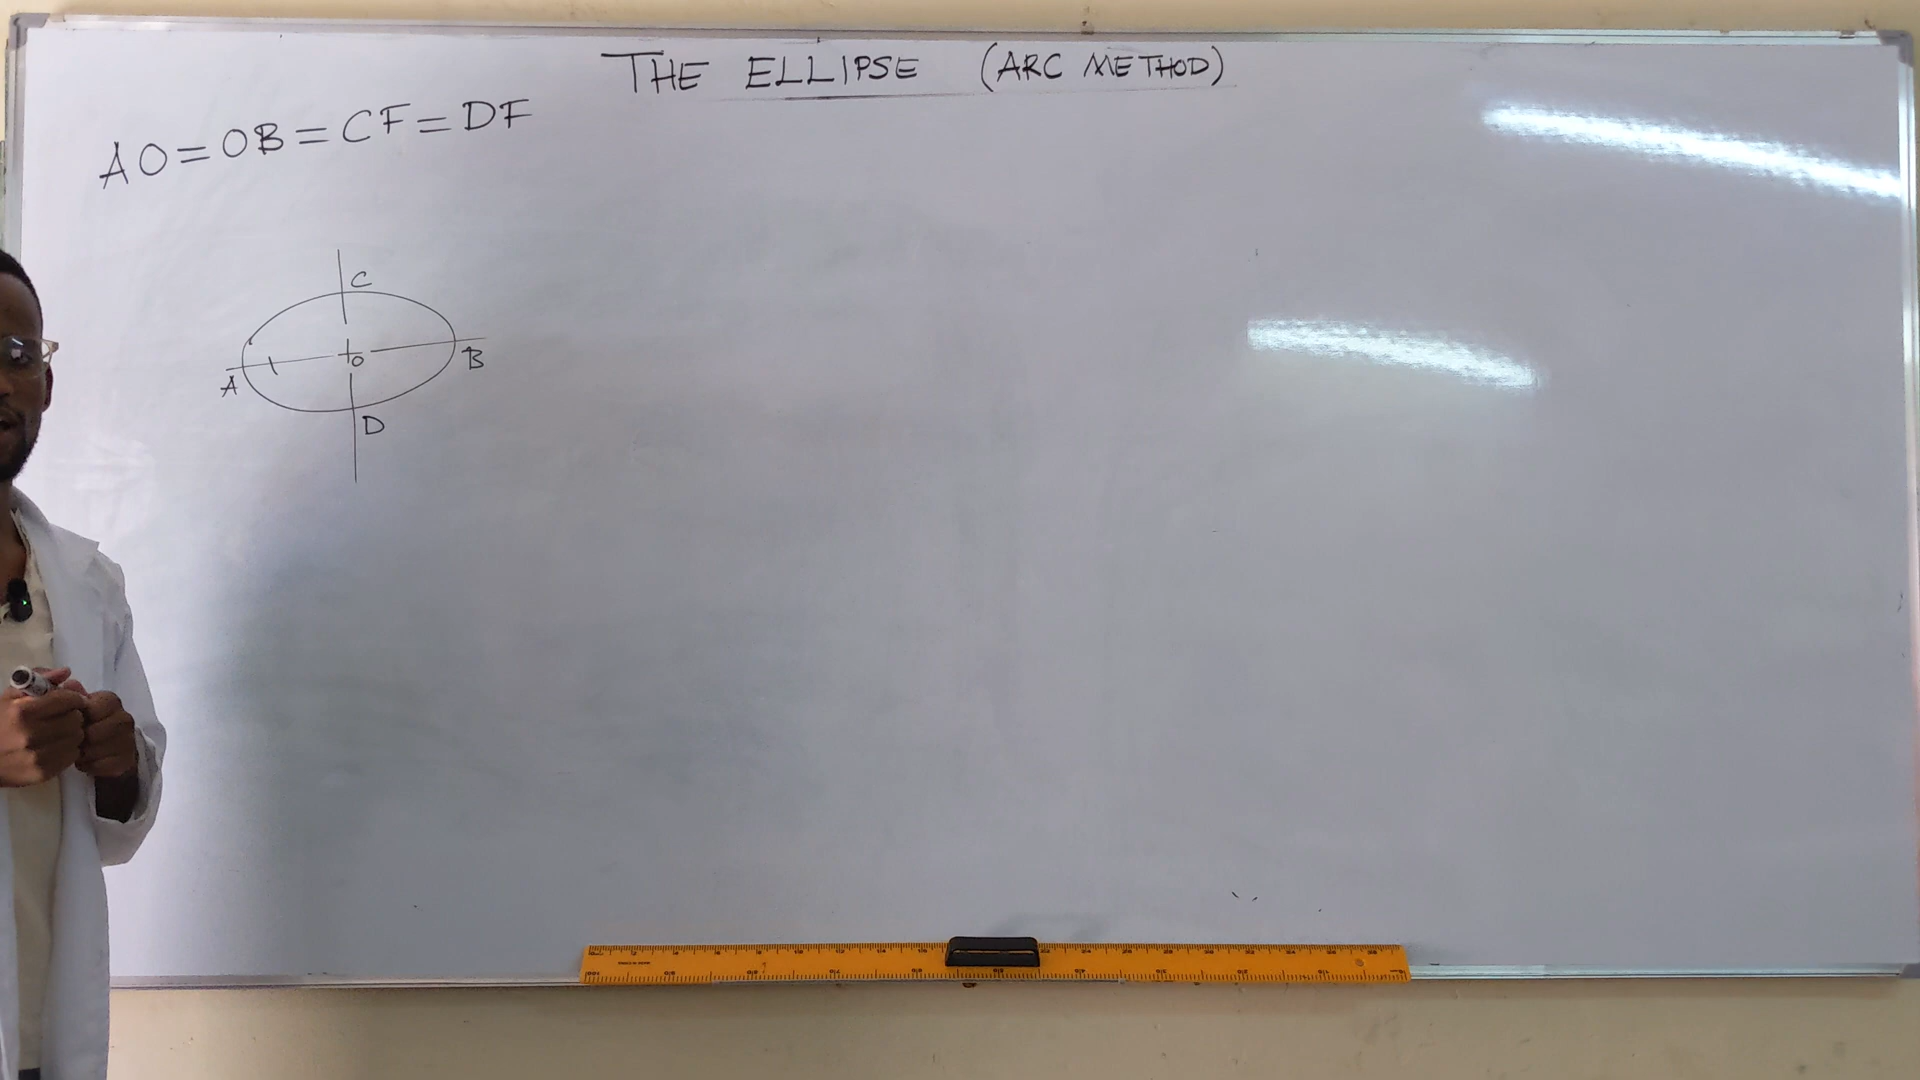 THE ELLIPSE (ARC METHOD)
AO=OB=CF=DF
C
O
A
B
D